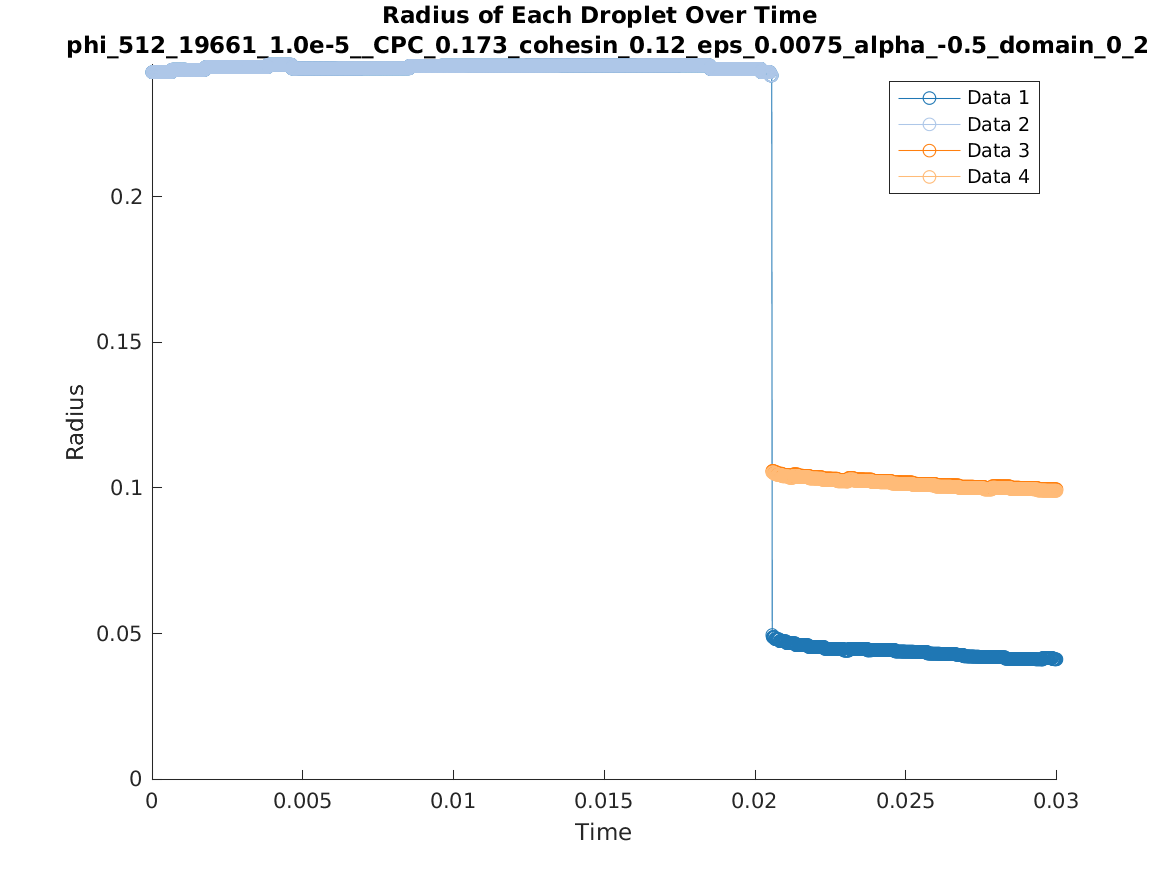 Radius of Each Droplet Over Time
phi_512_19661_1.0e-5__CPC_0.173_cohesin_0.12_eps_0.0075_alpha_-0.5_domain_0_2
Data 1
Data 2
Data 3
Data 4
Radius
0.2
0.15
0.1
0.05
0
0 0.005 0.01 0.015 0.02 0.025 0.03
Time